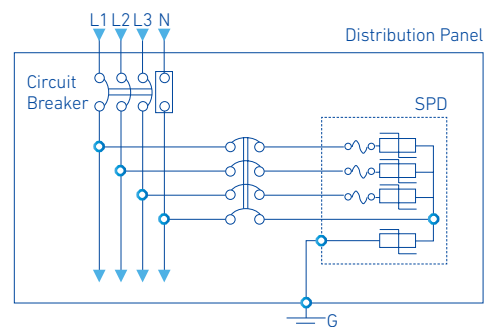 L1 L2 L3 N
Distribution Panel
Circuit
Breaker
SPD
G